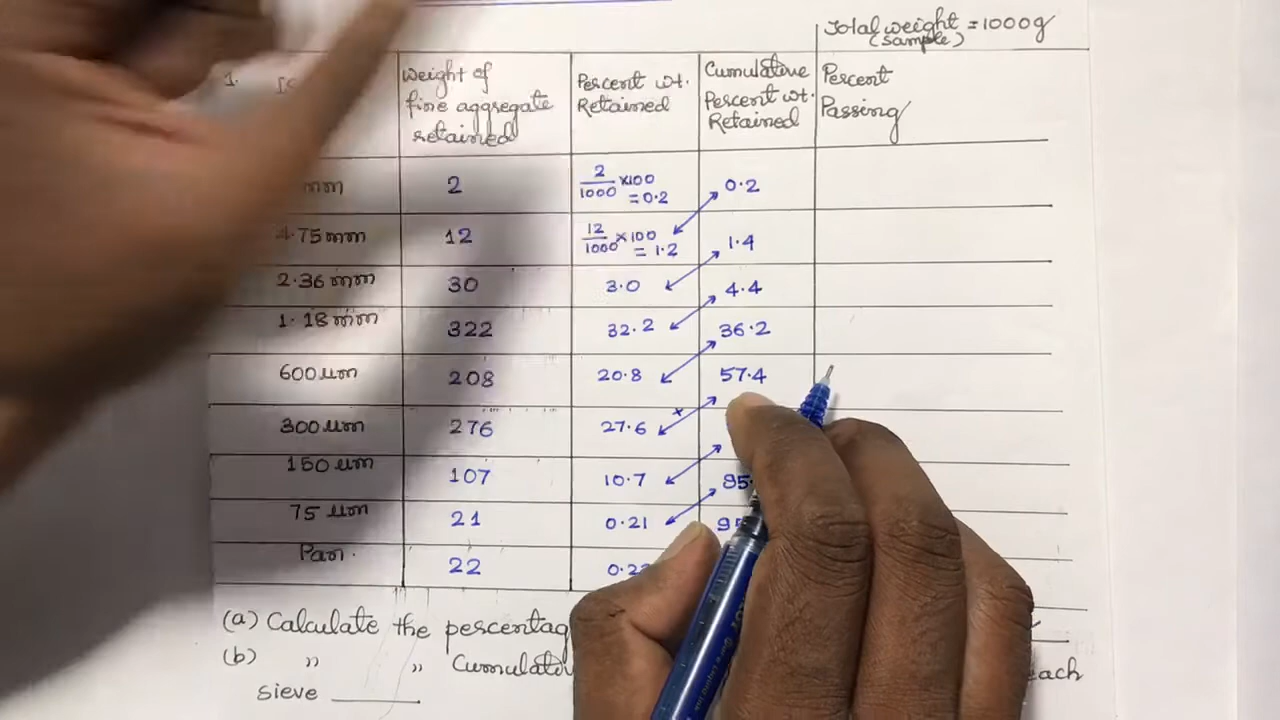 Total weight = 1000g
(sample)
1.
Weight of fine aggregate retained
Percent wt. Retained
Cumulative Percent wt. Retained
Percent Passing
mm 2 2/1000 ×100 = 0.2 0.2
4.75mm 12 12/1000 ×100 = 1.2 1.4
2.36mm 30 3.0 4.4
1.18mm 322 32.2 36.2
600um 208 20.8 57.4
300um 276 27.6
150um 107 10.7
75um 21 0.21
Pan. 22
(a) Calculate the
(b) " "
sieve
each